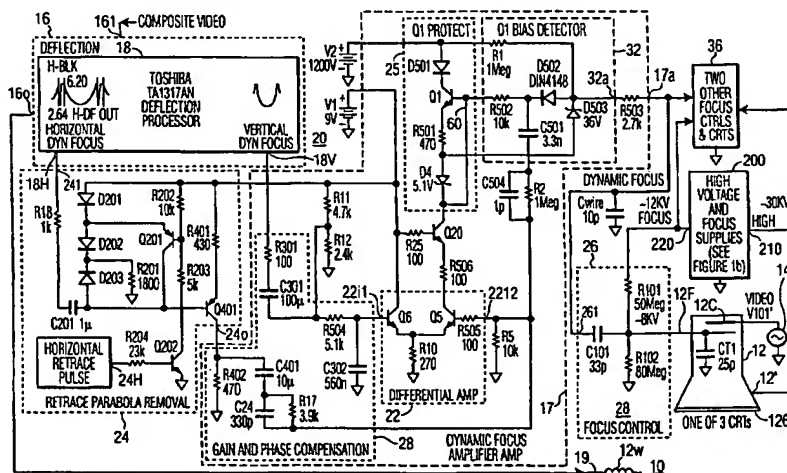 161
COMPOSITE VIDEO
16
DEFLECTION
18
H-BLK
6.20
2.64 H-DF OUT
HORIZONTAL
DYN FOCUS
TOSHIBA
TA1317AN
DEFLECTION
PROCESSOR
VERTICAL
DYN FOCUS
20
18V
18H
241
V2
1200V
V1
9V
Q1 PROTECT
25
D501
Q1
R501
470
D4
5.1V
60
Q1 BIAS DETECTOR
R1
1Meg
D502
DIN4148
R502
10k
C501
3.3n
D503
36V
32
32a
17a
R503
2.7k
36
TWO
OTHER
FOCUS
CTRLS
& CRTS
200
HIGH
VOLTAGE
AND
FOCUS
SUPPLIES
(SEE
FIGURE 1b)
~30KV
HIGH
210
220
DYNAMIC FOCUS
Cwire
10p
~12KV
FOCUS
C504
1p
R2
1Meg
26
R101
50Meg
~8KV
261
C101
33p
R102
80Meg
28
FOCUS CONTROL
12C
12F
CT1
25p
VIDEO
V101'
12
12'
126
ONE OF 3 CRTs
R18
1k
D201
D202
D203
R202
10k
Q201
R401
430
R201
1800
R203
5k
C201 1µ
Q401
R204
23k
Q202
HORIZONTAL
RETRACE
PULSE
24H
RETRACE PARABOLA REMOVAL
24
R301
100
C301
100µ
R11
4.7k
R12
2.4k
R25
100
Q20
R506
100
22i1
R504
5.1k
C302
560n
Q6
Q5
R10
270
R505
100
R5
10k
22
DIFFERENTIAL AMP
17
R402
470
C401
10µ
C24
330p
R17
3.9k
GAIN AND PHASE COMPENSATION
28
DYNAMIC FOCUS
AMPLIFIER AMP
19
12w
10